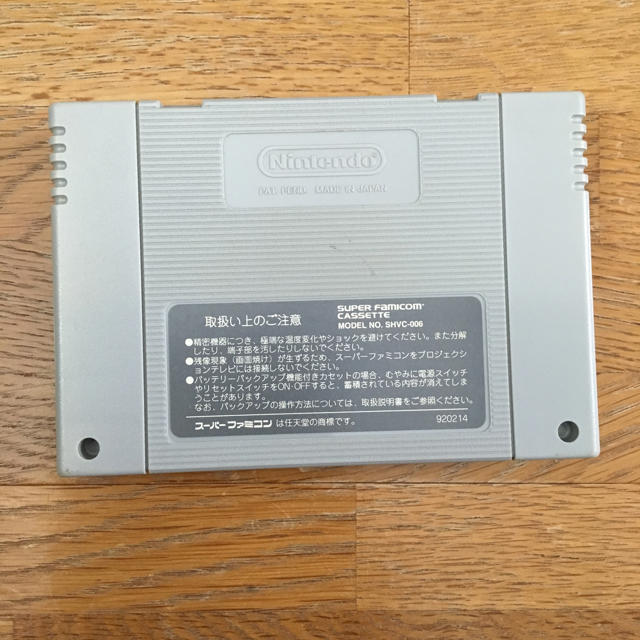 Nintendo
PAT. PEND. MADE IN JAPAN
取扱い上のご注意
SUPER FAMICOM
CASSETTE
MODEL NO. SHVC-006
●精密機器につき、極端な温度変化やショックを避けてください。また分解
したり、端子部を汚したりしないでください。
●残像現象（画面焼け）が生ずるため、スーパーファミコンをプロジェクシ
ョンテレビには接続しないでください。
●バッテリーバックアップ機能付きカセットの場合、むやみに電源スイッチ
やリセットスイッチをON・OFFすると、蓄積されている内容が消えてしま
うことがあります。
なお、バックアップの操作方法については、取扱説明書をご参照ください。
スーパーファミコン は任天堂の商標です。
920214